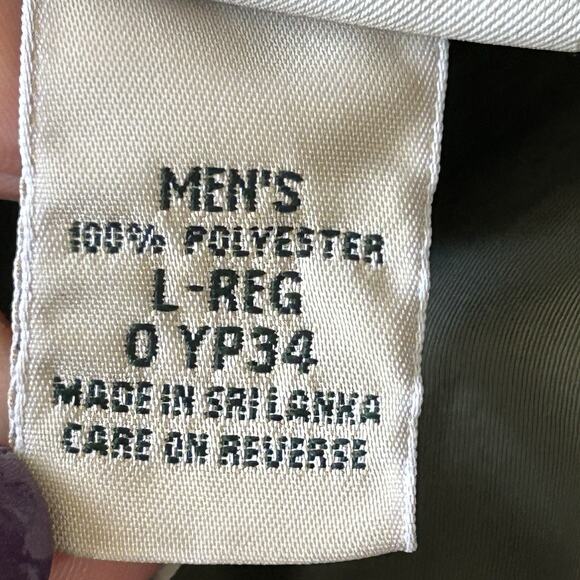 MEN'S
100% POLYESTER
L-REG
0 YP34
MADE IN SRI LANKA
CARE ON REVERSE